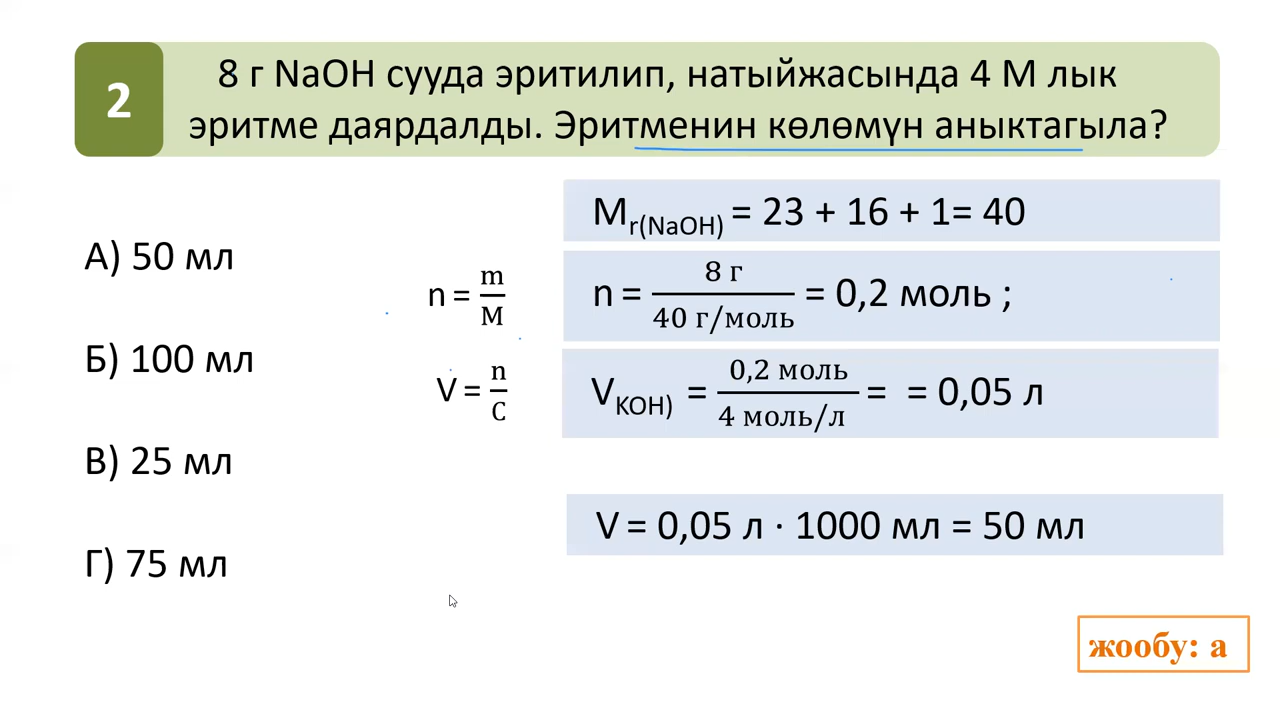 2
8 г NaOH сууда эритилип, натыйжасында 4 М лык
эритме даярдалды. Эритменин көлөмүн аныктагыла?
А) 50 мл
Б) 100 мл
В) 25 мл
Г) 75 мл
n = m/M
V = n/C
Mr(NaOH) = 23 + 16 + 1= 40
n = 8 г/40 г/моль = 0,2 моль ;
VKOH) = 0,2 моль/4 моль/л = = 0,05 л
V = 0,05 л · 1000 мл = 50 мл
жообу: а